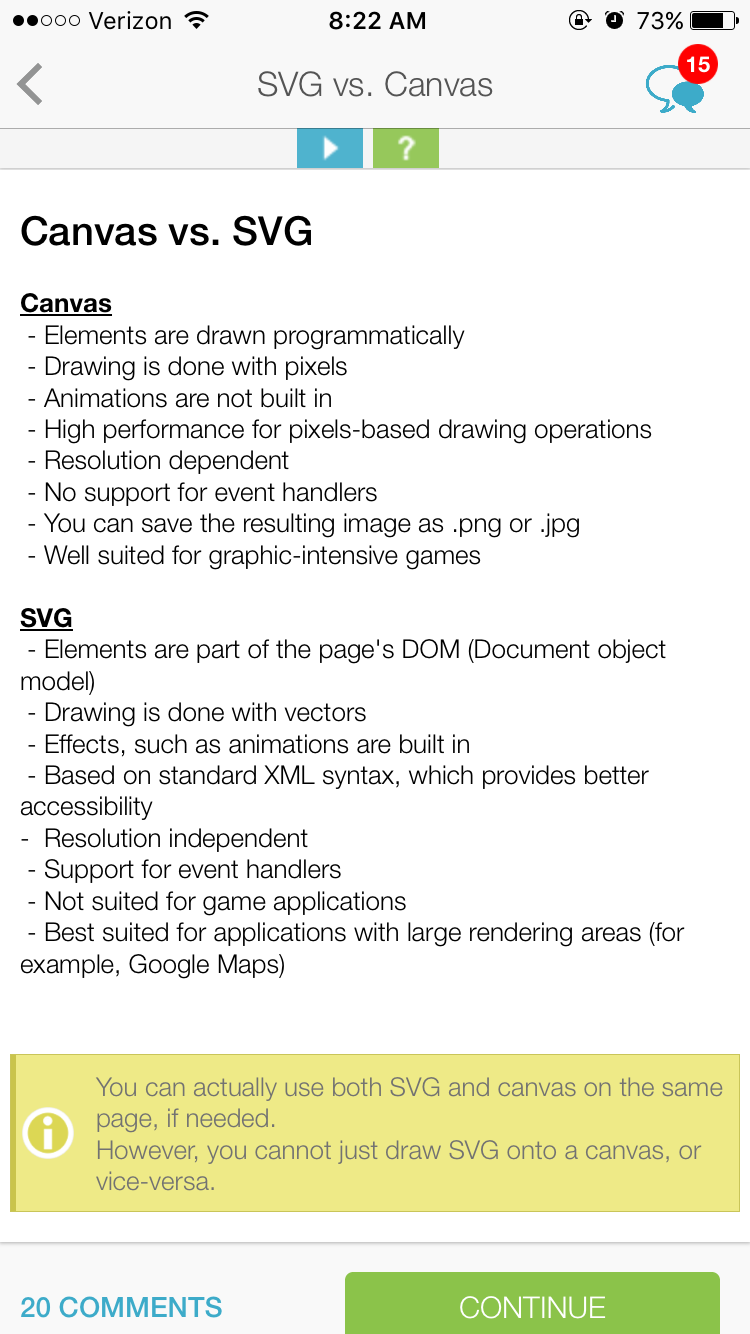 Verizon 8:22 AM 73%
SVG vs. Canvas 15
?
Canvas vs. SVG
Canvas
- Elements are drawn programmatically
- Drawing is done with pixels
- Animations are not built in
- High performance for pixels-based drawing operations
- Resolution dependent
- No support for event handlers
- You can save the resulting image as .png or .jpg
- Well suited for graphic-intensive games
SVG
- Elements are part of the page's DOM (Document object
model)
- Drawing is done with vectors
- Effects, such as animations are built in
- Based on standard XML syntax, which provides better
accessibility
-  Resolution independent
- Support for event handlers
- Not suited for game applications
- Best suited for applications with large rendering areas (for
example, Google Maps)
You can actually use both SVG and canvas on the same
page, if needed.
However, you cannot just draw SVG onto a canvas, or
vice-versa.
20 COMMENTS CONTINUE